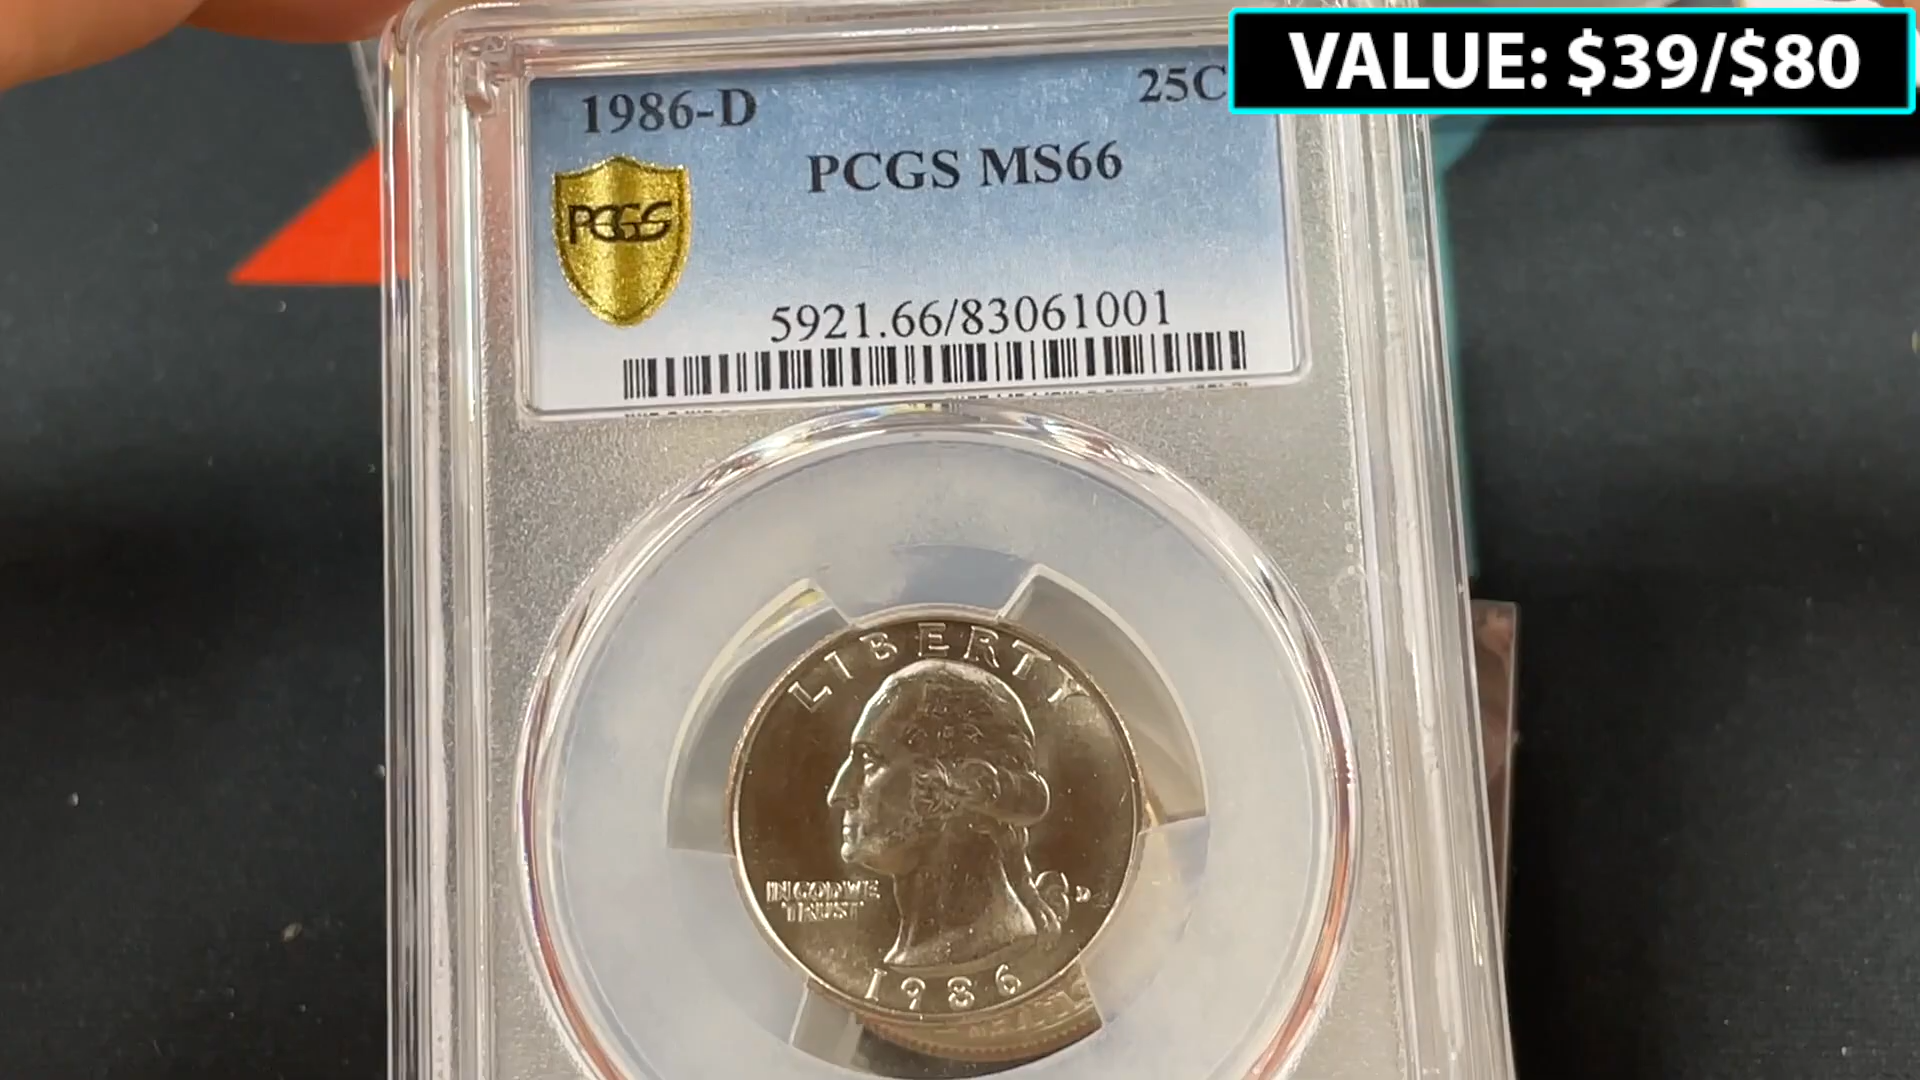 VALUE: $39/$80
1986-D 25C
PCGS MS66
PCGS
5921.66/83061001
LIBERTY
IN GOD WE
TRUST
D
1986